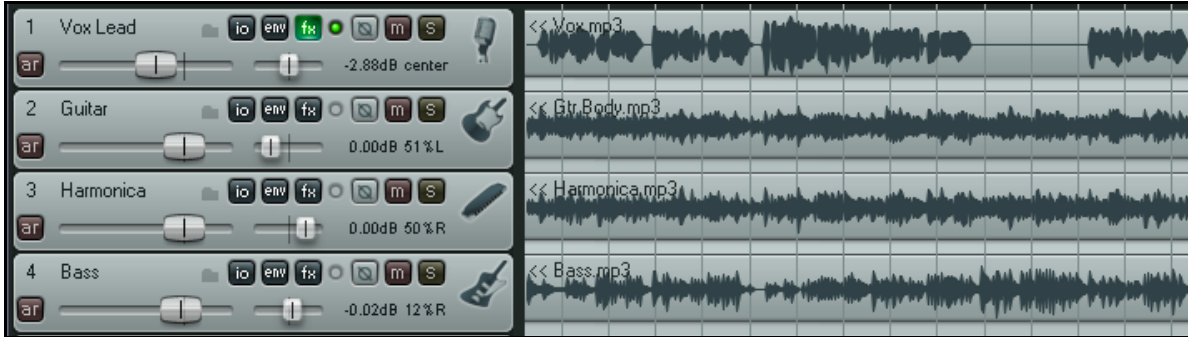 1 Vox Lead io env fx m S << Vox.mp3
ar -2.88dB center
2 Guitar io env fx m S << Gtr.Body.mp3
ar 0.00dB 51%L
3 Harmonica io env fx m S << Harmonica.mp3
ar 0.00dB 50%R
4 Bass io env fx m S << Bass.mp3
ar -0.02dB 12%R